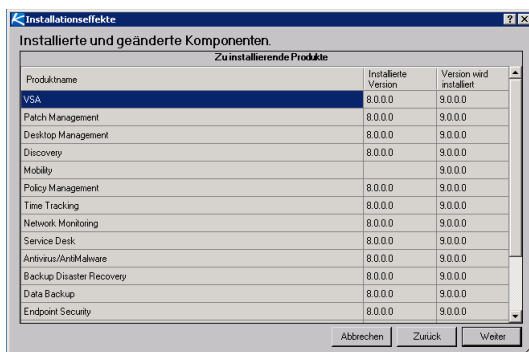 Installationseffekte
Installierte und geänderte Komponenten.
Zu installierende Produkte
Produktname Installierte Version Version wird installiert
VSA 8.0.0.0 9.0.0.0
Patch Management 8.0.0.0 9.0.0.0
Desktop Management 8.0.0.0 9.0.0.0
Discovery 8.0.0.0 9.0.0.0
Mobility 9.0.0.0
Policy Management 8.0.0.0 9.0.0.0
Time Tracking 8.0.0.0 9.0.0.0
Network Monitoring 8.0.0.0 9.0.0.0
Service Desk 8.0.0.0 9.0.0.0
Antivirus/AntiMalware 8.0.0.0 9.0.0.0
Backup Disaster Recovery 8.0.0.0 9.0.0.0
Data Backup 8.0.0.0 9.0.0.0
Endpoint Security 8.0.0.0 9.0.0.0
Abbrechen Zurück Weiter